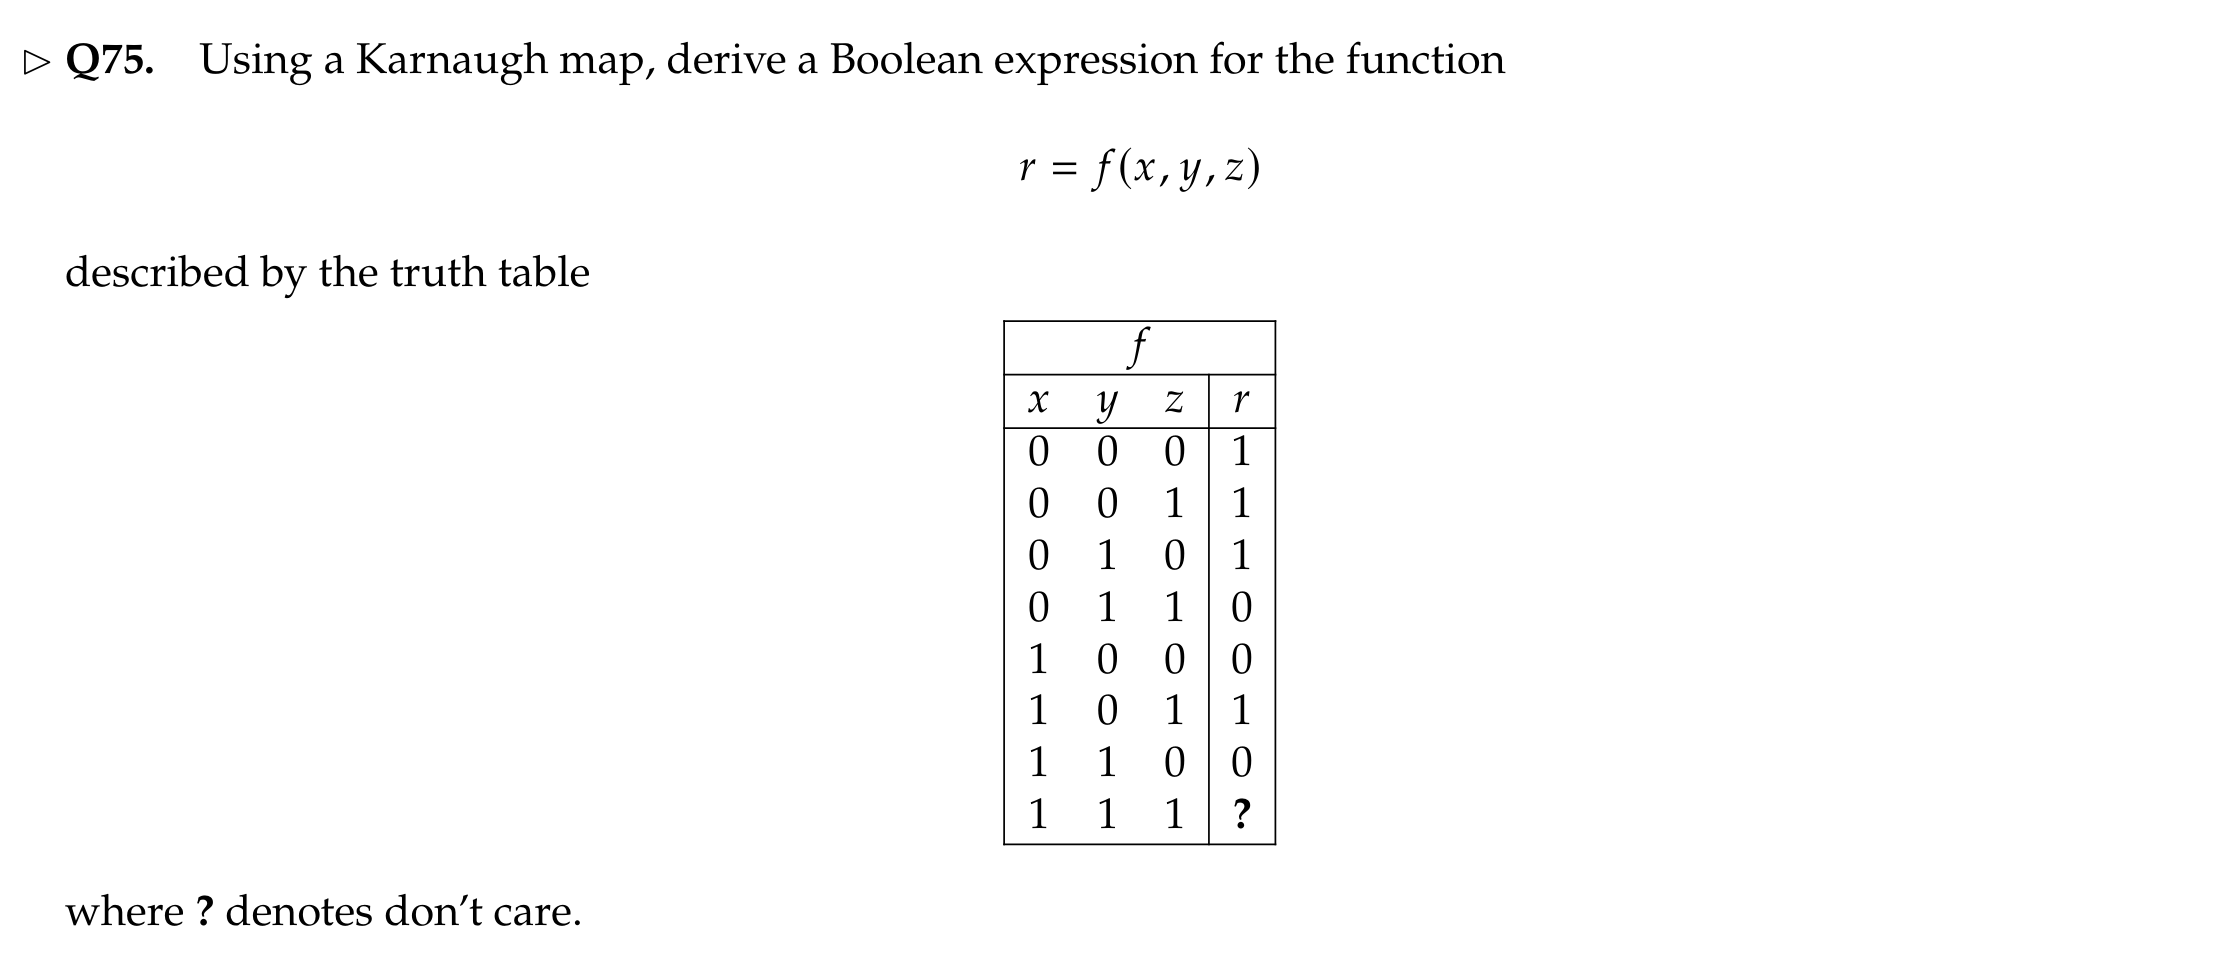 ▷ Q75. Using a Karnaugh map, derive a Boolean expression for the function
r = f(x, y, z)
described by the truth table
f
x y z r
0 0 0 1
0 0 1 1
0 1 0 1
0 1 1 0
1 0 0 0
1 0 1 1
1 1 0 0
1 1 1 ?
where ? denotes don’t care.